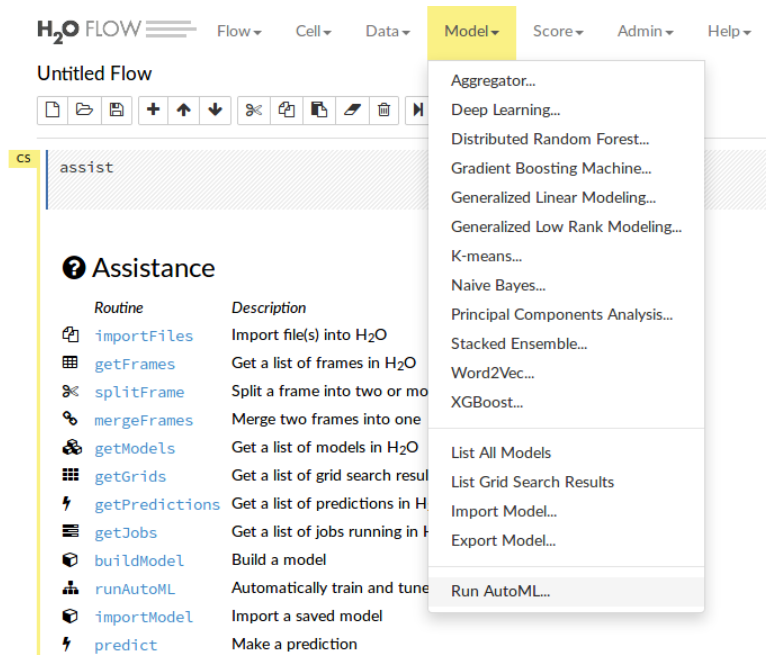 H2O FLOW Flow Cell Data Model Score Admin Help
Untitled Flow
CS
assist
Assistance
Routine Description
importFiles Import file(s) into H2O
getFrames Get a list of frames in H2O
splitFrame Split a frame into two or mo
mergeFrames Merge two frames into one
getModels Get a list of models in H2O
getGrids Get a list of grid search resul
getPredictions Get a list of predictions in H
getJobs Get a list of jobs running in H
buildModel Build a model
runAutoML Automatically train and tune
importModel Import a saved model
predict Make a prediction
Aggregator...
Deep Learning...
Distributed Random Forest...
Gradient Boosting Machine...
Generalized Linear Modeling...
Generalized Low Rank Modeling...
K-means...
Naive Bayes...
Principal Components Analysis...
Stacked Ensemble...
Word2Vec...
XGBoost...
List All Models
List Grid Search Results
Import Model...
Export Model...
Run AutoML...